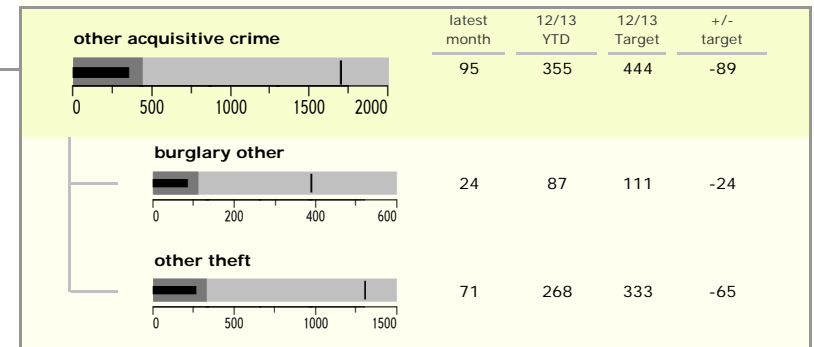 latest 12/13 12/13 +/-
other acquisitive crime month YTD Target target
95 355 444 -89
0 500 1000 1500 2000
burglary other
24 87 111 -24
0 200 400 600
other theft
71 268 333 -65
0 500 1000 1500